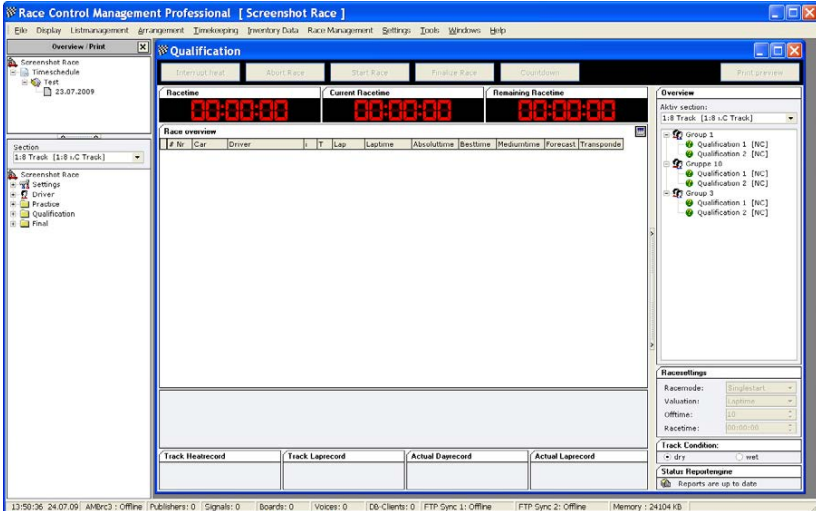 Race Control Management Professional [ Screenshot Race ]
File Display Listmanagement Arrangement Timekeeping Inventory Data Race Management Settings Tools Windows Help
Overview / Print
Screenshot Race
Timeschedule
Test
23.07.2009
Section
1:8 Track [1:8 I.C Track]
Screenshot Race
Settings
Driver
Practice
Qualification
Final
Qualification
Interrupt heat Abort Race Start Race Finalize Race Countdown Print preview
Racetime Current Racetime Remaining Racetime
00:00:00 00:00:00 00:00:00
Race overview
# Nr Car Driver T Lap Laptime Absoluttime Besttime Mediumtime Forecast Transponde
Overview
Aktiv section:
1:8 Track [1:8 I.C Track]
Group 1
Qualification 1 [NC]
Qualification 2 [NC]
Gruppe 10
Qualification 1 [NC]
Qualification 2 [NC]
Group 3
Qualification 1 [NC]
Qualification 2 [NC]
Racesettings
Racemode: Singlestart
Valuation: Laptime
Offtime: 10
Racetime: 00:00:00
Track Condition:
dry wet
Status Reportengne
Reports are up to date
Track Heatrecord Track Laprecord Actual Dayrecord Actual Laprecord
13:50:36 24.07.09 AMBrc3 : Offline Publishers: 0 Signals: 0 Boards: 0 Voices: 0 DB-Clients: 0 FTP Sync 1: Offline FTP Sync 2: Offline Memory : 24104 KB